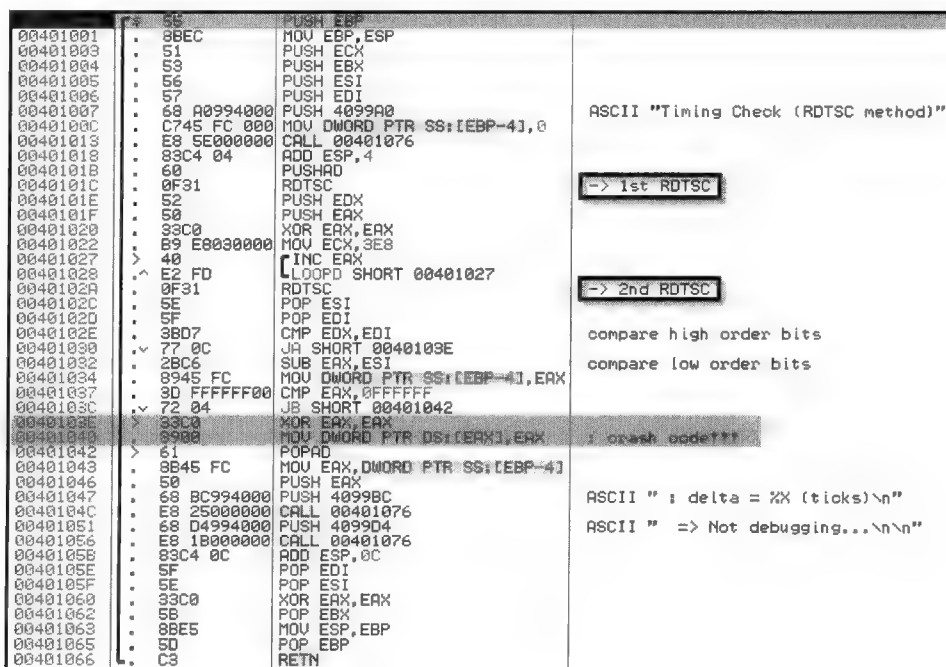 55 PUSH EBP
00401001 . 8BEC MOV EBP,ESP
00401003 . 51 PUSH ECX
00401004 . 53 PUSH EBX
00401005 . 56 PUSH ESI
00401006 . 57 PUSH EDI
00401007 . 68 A0994000 PUSH 4099A0 ASCII "Timing Check (RDTSC method)"
0040100C . C745 FC 000 MOV DWORD PTR SS:[EBP-4],0
00401013 . E8 5E000000 CALL 00401076
00401018 . 83C4 04 ADD ESP,4
0040101B . 60 PUSHAD
0040101C . 0F31 RDTSC -> 1st RDTSC
0040101E . 52 PUSH EDX
0040101F . 50 PUSH EAX
00401020 . 33C0 XOR EAX,EAX
00401022 . B9 E8030000 MOV ECX,3E8
00401027 > 40 INC EAX
00401028 .^ E2 FD LOOPD SHORT 00401027
0040102A . 0F31 RDTSC -> 2nd RDTSC
0040102C . 5E POP ESI
0040102D . 5F POP EDI
0040102E . 3BD7 CMP EDX,EDI compare high order bits
00401030 .v 77 0C JA SHORT 0040103E
00401032 . 2BC6 SUB EAX,ESI compare low order bits
00401034 . 8945 FC MOV DWORD PTR SS:[EBP-4],EAX
00401037 . 3D FFFFFF00 CMP EAX,0FFFFFF
0040103C .v 72 04 JB SHORT 00401042
0040103E > 33C0 XOR EAX,EAX
00401040 . 8900 MOV DWORD PTR DS:[EAX],EAX ; crash code!!!
00401042 > 61 POPAD
00401043 . 8B45 FC MOV EAX,DWORD PTR SS:[EBP-4]
00401046 . 50 PUSH EAX
00401047 . 68 BC994000 PUSH 4099BC ASCII " : delta = %X (ticks)\n"
0040104C . E8 25000000 CALL 00401076
00401051 . 68 D4994000 PUSH 4099D4 ASCII "  => Not debugging...\n\n"
00401056 . E8 1B000000 CALL 00401076
0040105B . 83C4 0C ADD ESP,0C
0040105E . 5F POP EDI
0040105F . 5E POP ESI
00401060 . 33C0 XOR EAX,EAX
00401062 . 5B POP EBX
00401063 . 8BE5 MOV ESP,EBP
00401065 . 5D POP EBP
00401066 . C3 RETN